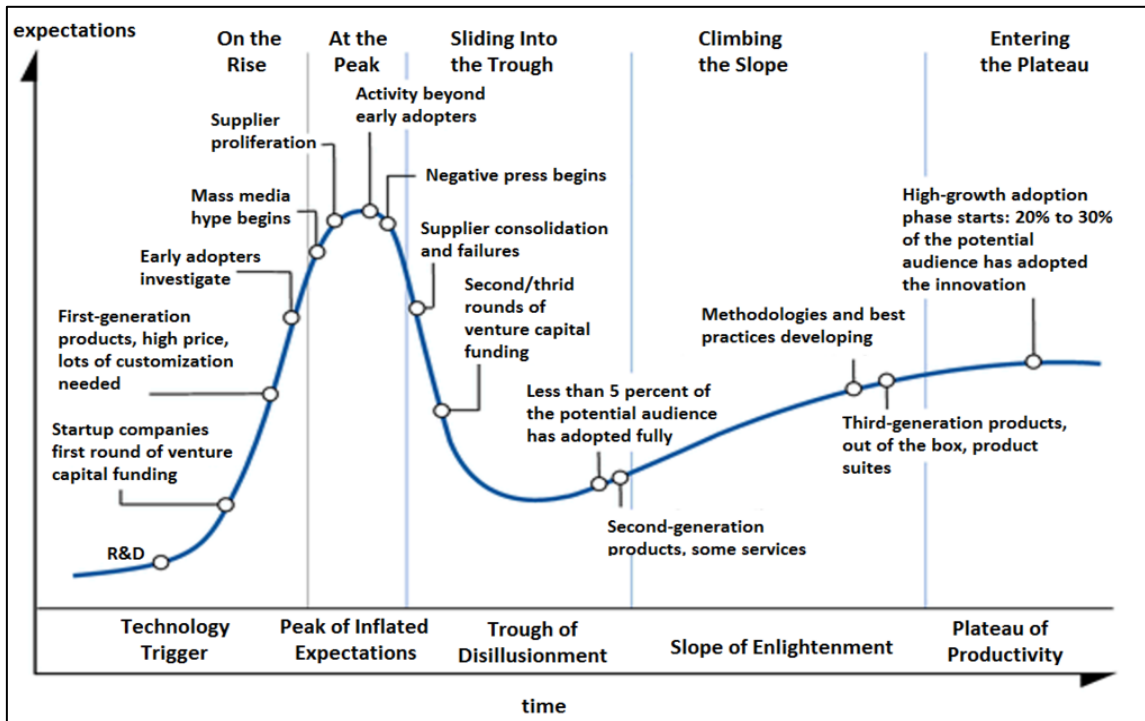 expectations
On the
Rise
At the
Peak
Sliding Into
the Trough
Climbing
the Slope
Entering
the Plateau
Activity beyond
early adopters
Supplier
proliferation
Negative press begins
Mass media
hype begins
High-growth adoption
phase starts: 20% to 30%
of the potential
audience has adopted
the innovation
Supplier consolidation
and failures
Early adopters
investigate
Second/thrid
rounds of
venture capital
funding
First-generation
products, high price,
lots of customization
needed
Methodologies and best
practices developing
Less than 5 percent of
the potential audience
has adopted fully
Startup companies
first round of venture
capital funding
Third-generation products,
out of the box, product
suites
Second-generation
products, some services
R&D
Technology
Trigger
Peak of Inflated
Expectations
Trough of
Disillusionment
Slope of Enlightenment
Plateau of
Productivity
time